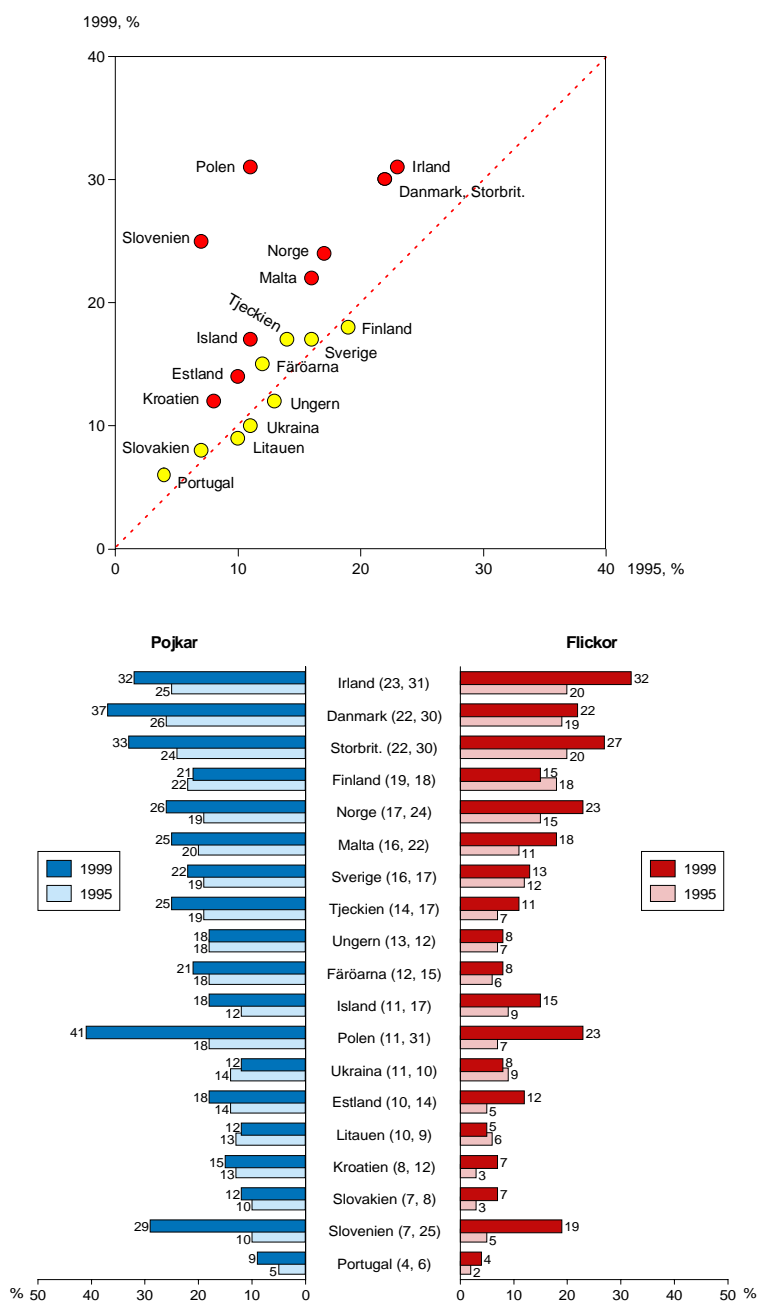 1999, %
40
Polen
Irland
30
Danmark, Storbrit.
Slovenien
Norge
Malta
20
Tjeckien
Finland
Island
Sverige
Färöarna
Estland
Kroatien
Ungern
10
Ukraina
Slovakien
Litauen
Portugal
0
0 10 20 30 40 1995, %
Pojkar Flickor
32 Irland (23, 31) 32
25 20
37 Danmark (22, 30) 22
26 19
33 Storbrit. (22, 30) 27
24 20
21 Finland (19, 18) 15
22 18
26 Norge (17, 24) 23
19 15
25 Malta (16, 22) 18
20 11
1999 22 Sverige (16, 17) 13 1999
1995 19 12 1995
25 Tjeckien (14, 17) 11
19 7
18 Ungern (13, 12) 8
18 7
21 Färöarna (12, 15) 8
18 6
18 Island (11, 17) 15
12 9
41 Polen (11, 31) 23
18 7
12 Ukraina (11, 10) 8
14 9
18 Estland (10, 14) 12
14 5
12 Litauen (10, 9) 5
13 6
15 Kroatien (8, 12) 7
13 3
12 Slovakien (7, 8) 7
10 3
29 Slovenien (7, 25) 19
10 5
9 Portugal (4, 6) 4
5 2
% 50 40 30 20 10 0 0 10 20 30 40 50 %